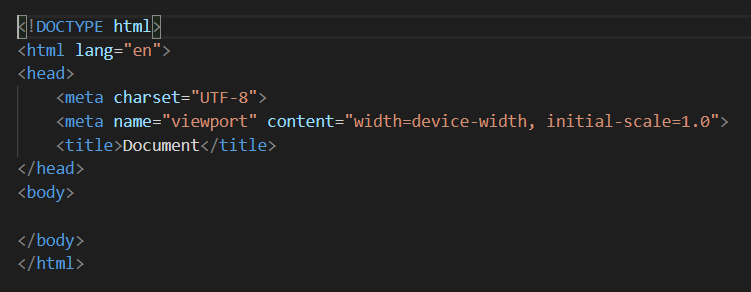 <!DOCTYPE html>
<html lang="en">
<head>
    <meta charset="UTF-8">
    <meta name="viewport" content="width=device-width, initial-scale=1.0">
    <title>Document</title>
</head>
<body>

</body>
</html>